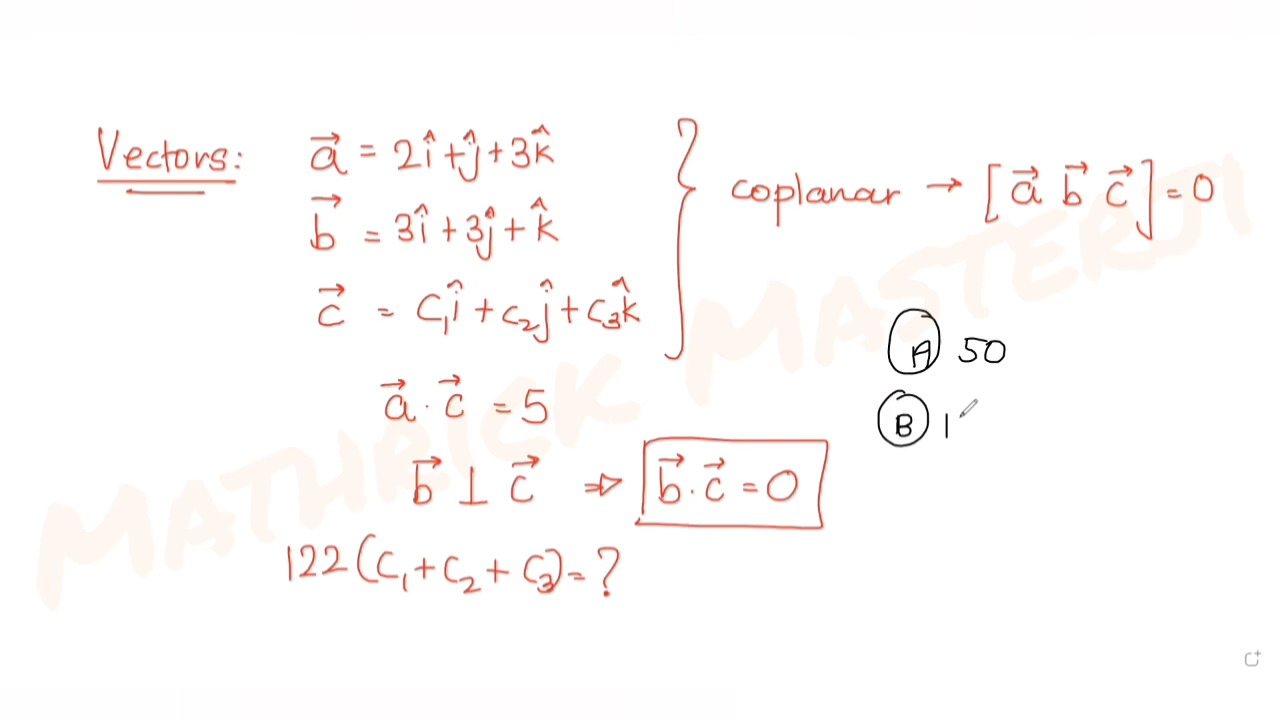 Vectors: a⃗ = 2î + ĵ + 3k̂
b⃗ = 3î + 3ĵ + k̂
c⃗ = c₁î + c₂ĵ + c₃k̂
coplanar → [a⃗ b⃗ c⃗] = 0
a⃗ . c⃗ = 5
b⃗ ⊥ c⃗ ⇒ b⃗ . c⃗ = 0
122 (c₁ + c₂ + c₃) = ?
A 50
B 1
MATHRICK MASTERJI